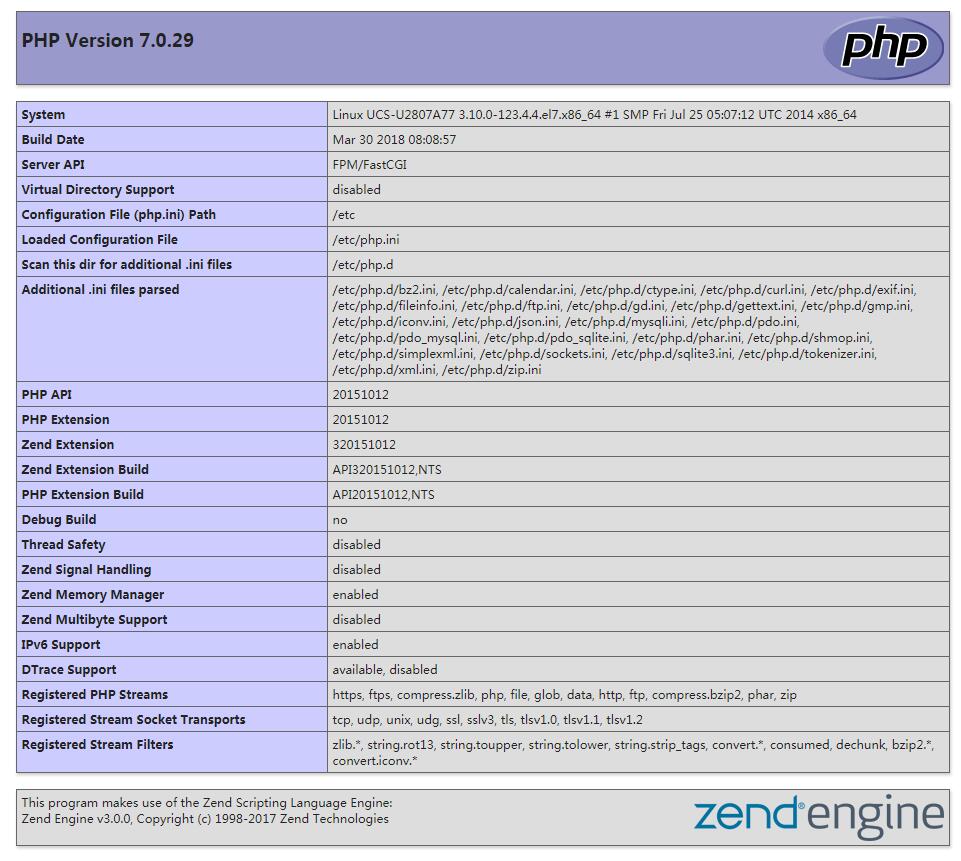 PHP Version 7.0.29
php
System Linux UCS-U2807A77 3.10.0-123.4.4.el7.x86_64 #1 SMP Fri Jul 25 05:07:12 UTC 2014 x86_64
Build Date Mar 30 2018 08:08:57
Server API FPM/FastCGI
Virtual Directory Support disabled
Configuration File (php.ini) Path /etc
Loaded Configuration File /etc/php.ini
Scan this dir for additional .ini files /etc/php.d
Additional .ini files parsed /etc/php.d/bz2.ini, /etc/php.d/calendar.ini, /etc/php.d/ctype.ini, /etc/php.d/curl.ini, /etc/php.d/exif.ini,
/etc/php.d/fileinfo.ini, /etc/php.d/ftp.ini, /etc/php.d/gd.ini, /etc/php.d/gettext.ini, /etc/php.d/gmp.ini,
/etc/php.d/iconv.ini, /etc/php.d/json.ini, /etc/php.d/mysqli.ini, /etc/php.d/pdo.ini,
/etc/php.d/pdo_mysql.ini, /etc/php.d/pdo_sqlite.ini, /etc/php.d/phar.ini, /etc/php.d/shmop.ini,
/etc/php.d/simplexml.ini, /etc/php.d/sockets.ini, /etc/php.d/sqlite3.ini, /etc/php.d/tokenizer.ini,
/etc/php.d/xml.ini, /etc/php.d/zip.ini
PHP API 20151012
PHP Extension 20151012
Zend Extension 320151012
Zend Extension Build API320151012,NTS
PHP Extension Build API20151012,NTS
Debug Build no
Thread Safety disabled
Zend Signal Handling disabled
Zend Memory Manager enabled
Zend Multibyte Support disabled
IPv6 Support enabled
DTrace Support available, disabled
Registered PHP Streams https, ftps, compress.zlib, php, file, glob, data, http, ftp, compress.bzip2, phar, zip
Registered Stream Socket Transports tcp, udp, unix, udg, ssl, sslv3, tls, tlsv1.0, tlsv1.1, tlsv1.2
Registered Stream Filters zlib.*, string.rot13, string.toupper, string.tolower, string.strip_tags, convert.*, consumed, dechunk, bzip2.*,
convert.iconv.*
This program makes use of the Zend Scripting Language Engine:
Zend Engine v3.0.0, Copyright (c) 1998-2017 Zend Technologies
zend® engine